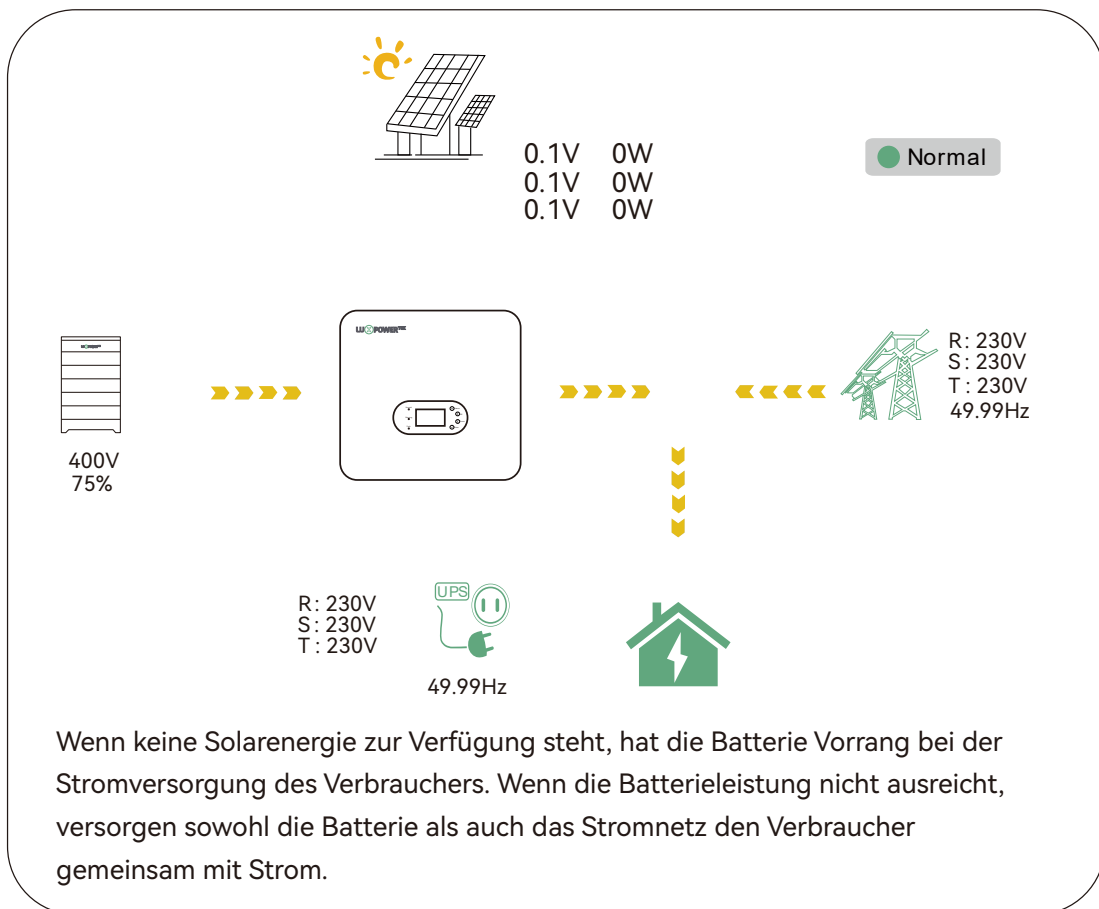 0.1V 0W
0.1V 0W
0.1V 0W
Normal
LUXPOWERTEK
R: 230V
S: 230V
T: 230V
49.99Hz
400V
75%
R: 230V
S: 230V
T: 230V
UPS
49.99Hz
Wenn keine Solarenergie zur Verfügung steht, hat die Batterie Vorrang bei der
Stromversorgung des Verbrauchers. Wenn die Batterieleistung nicht ausreicht,
versorgen sowohl die Batterie als auch das Stromnetz den Verbraucher
gemeinsam mit Strom.